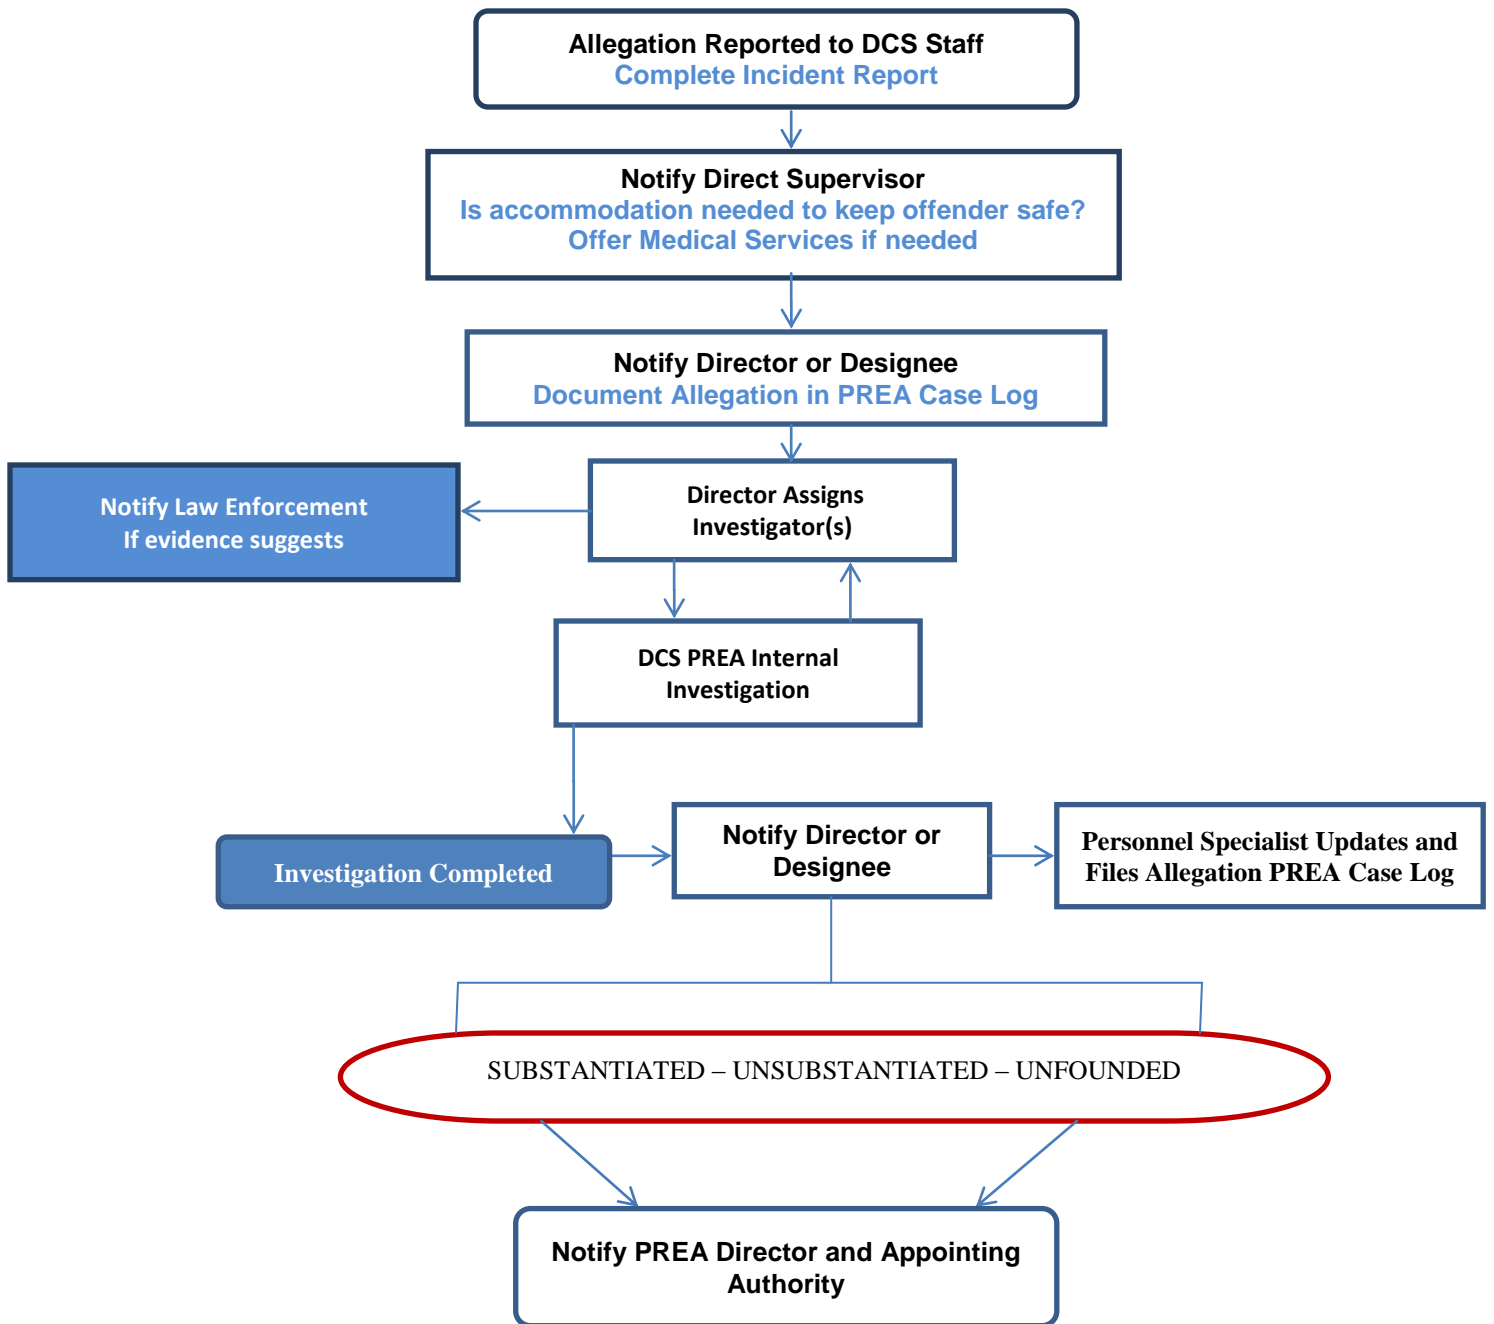 Allegation Reported to DCS Staff
Complete Incident Report
Notify Direct Supervisor
Is accommodation needed to keep offender safe?
Offer Medical Services if needed
Notify Director or Designee
Document Allegation in PREA Case Log
Notify Law Enforcement
If evidence suggests
Director Assigns
Investigator(s)
DCS PREA Internal
Investigation
Investigation Completed
Notify Director or
Designee
Personnel Specialist Updates and
Files Allegation PREA Case Log
SUBSTANTIATED – UNSUBSTANTIATED – UNFOUNDED
Notify PREA Director and Appointing
Authority